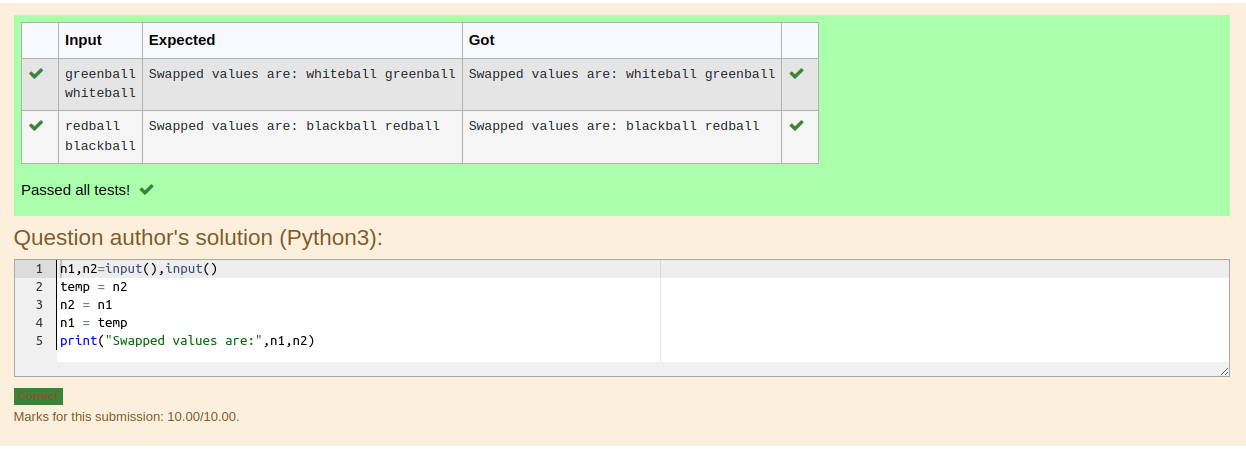 Input Expected Got
greenball Swapped values are: whiteball greenball Swapped values are: whiteball greenball
whiteball
redball Swapped values are: blackball redball Swapped values are: blackball redball
blackball
Passed all tests!
Question author's solution (Python3):
1 n1,n2=input(),input()
2 temp = n2
3 n2 = n1
4 n1 = temp
5 print("Swapped values are:",n1,n2)
Correct
Marks for this submission: 10.00/10.00.